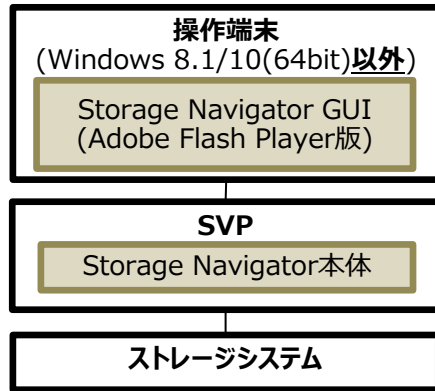 操作端末
(Windows 8.1/10(64bit)以外)
Storage Navigator GUI
(Adobe Flash Player版)
SVP
Storage Navigator本体
ストレージシステム